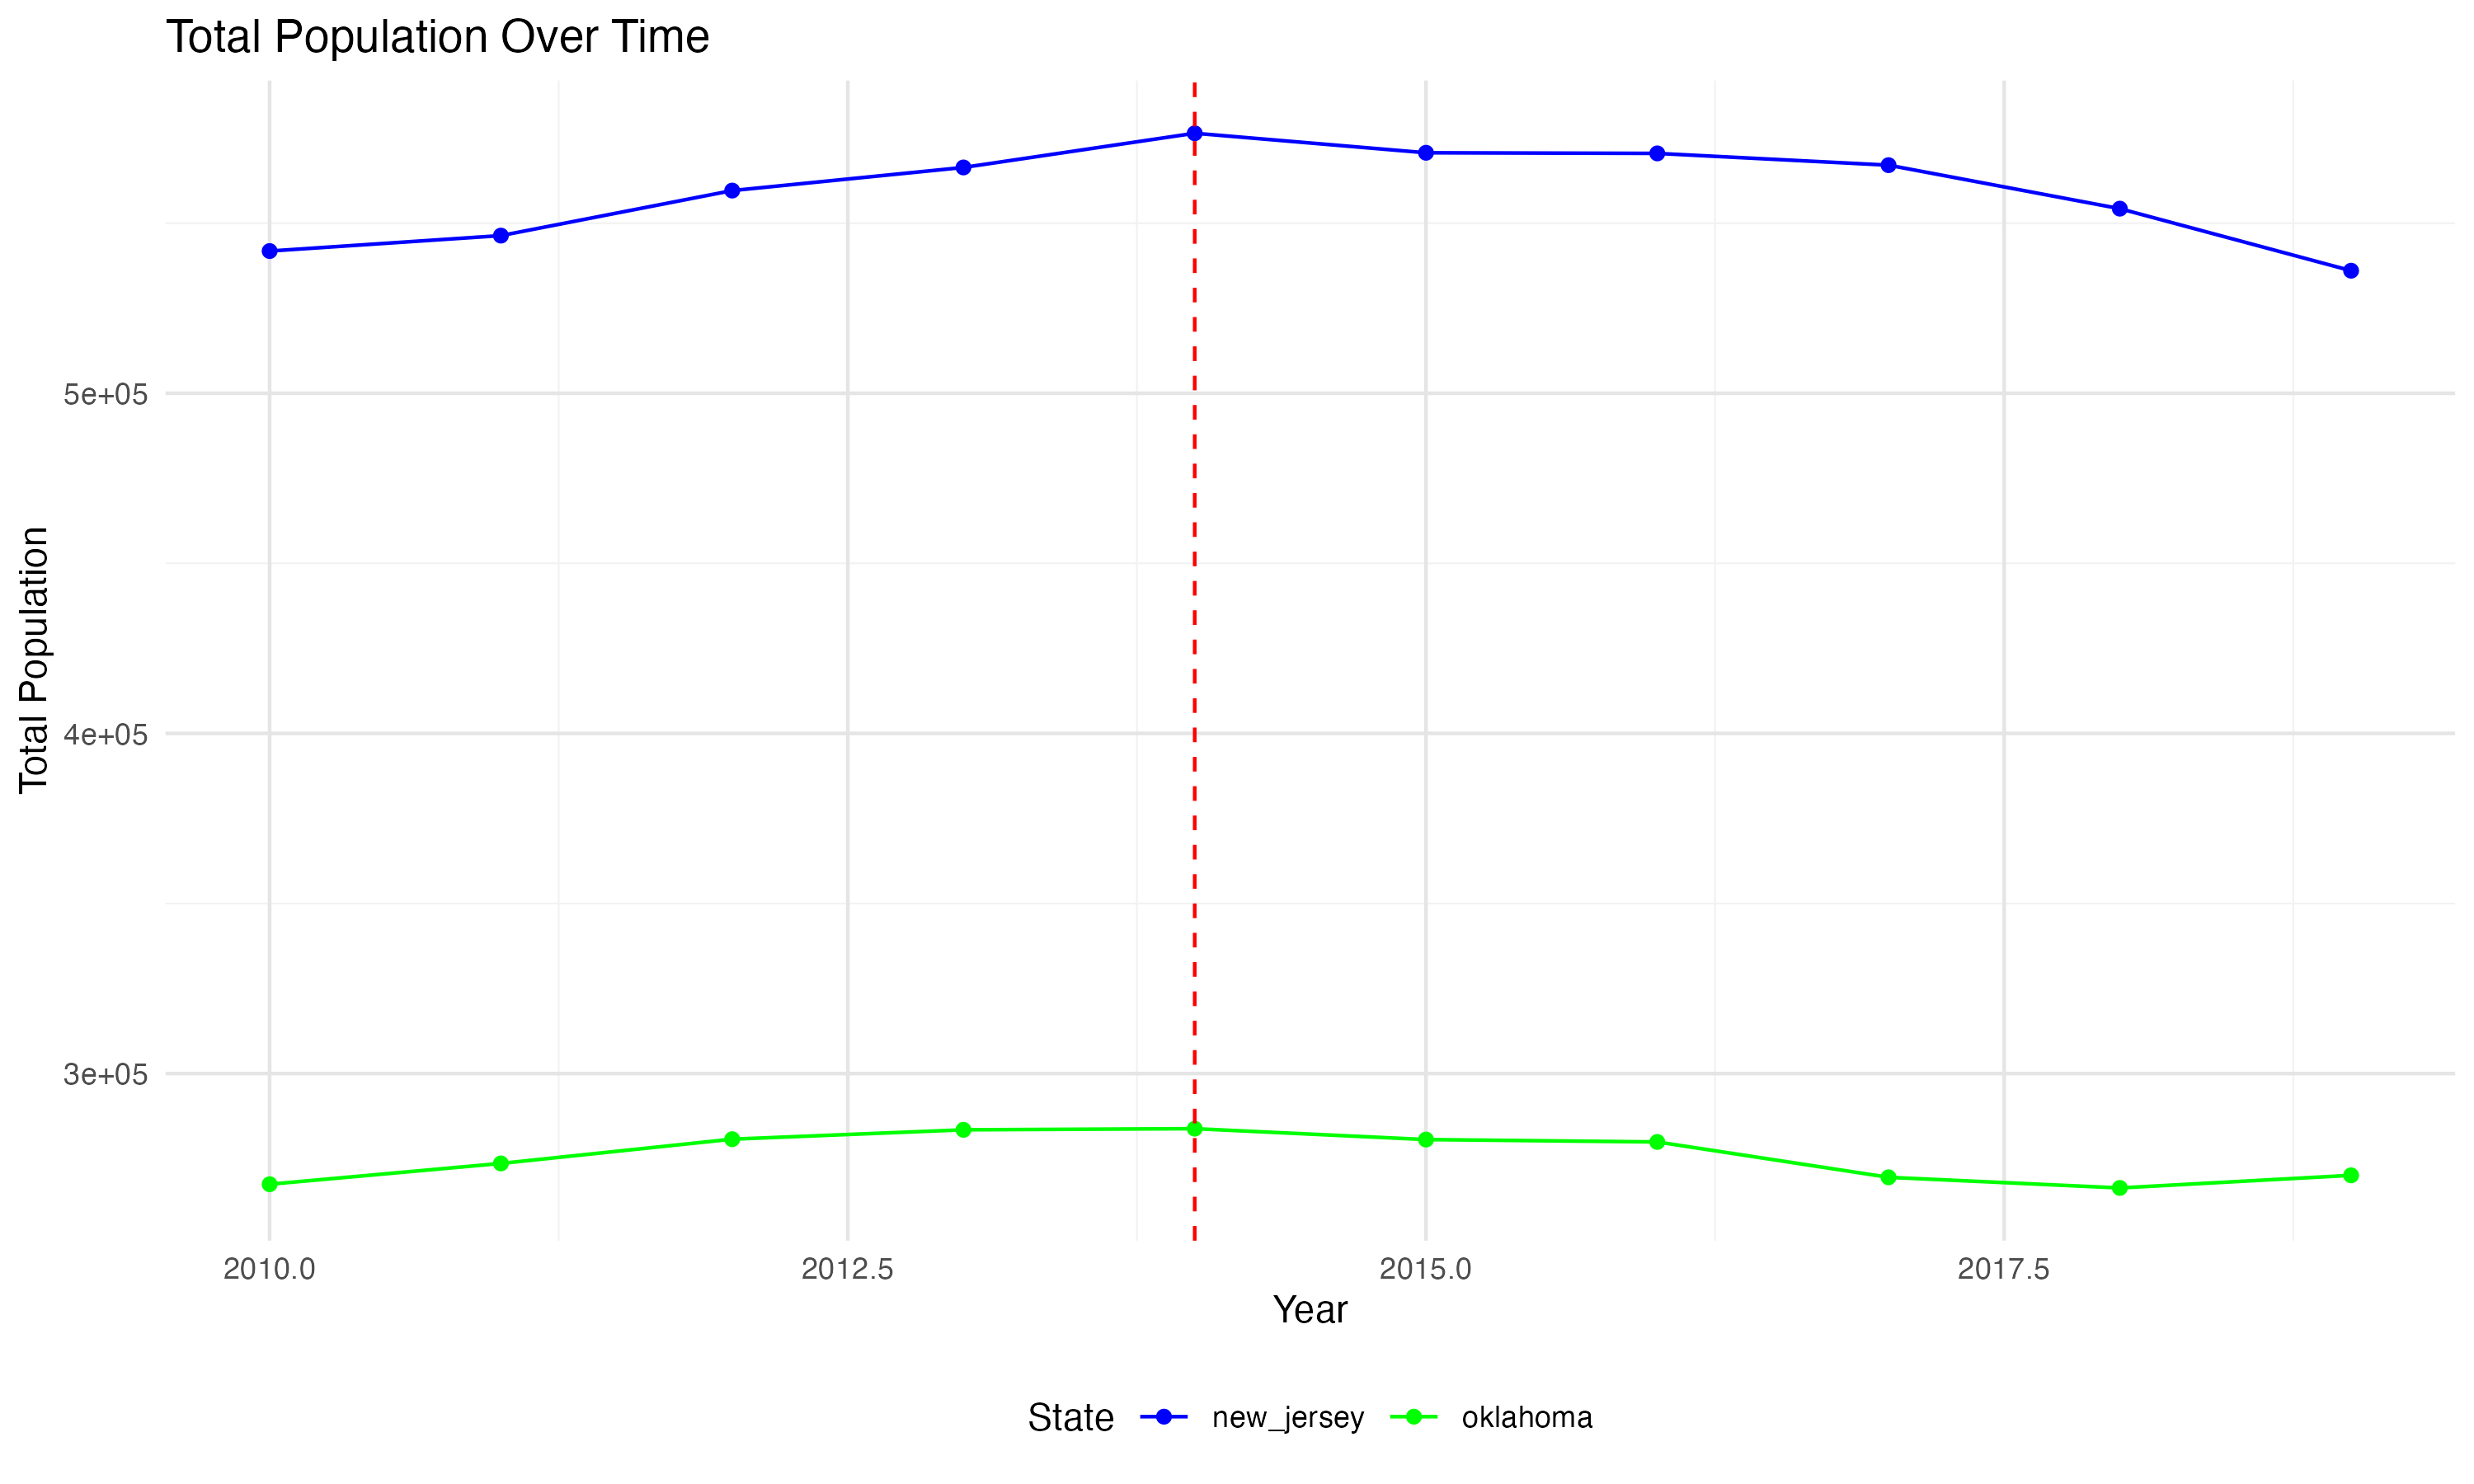 Total Population Over Time
Total Population
5e+05
4e+05
3e+05
2010.0 2012.5 2015.0 2017.5
Year
State new_jersey oklahoma